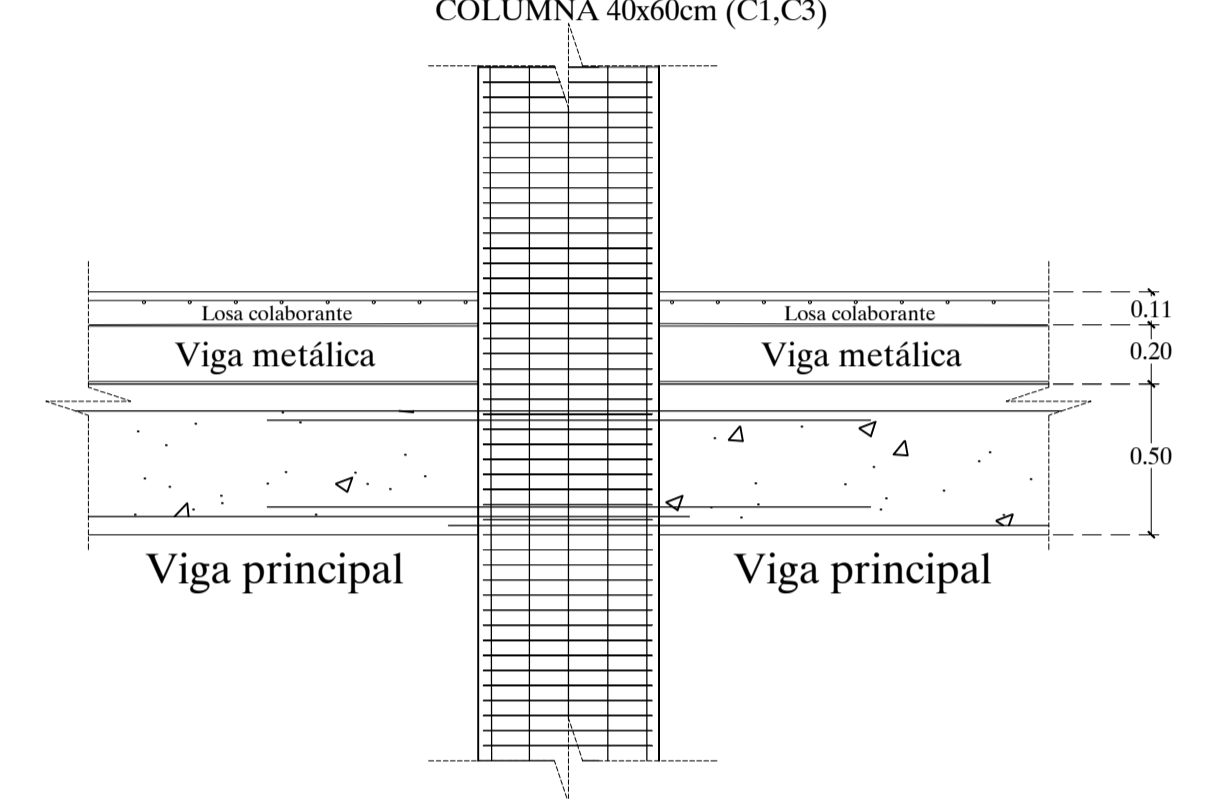 COLUMNA 40x60cm (C1,C3)
Losa colaborante
Losa colaborante
0.11
Viga metálica
Viga metálica
0.20
0.50
Viga principal
Viga principal